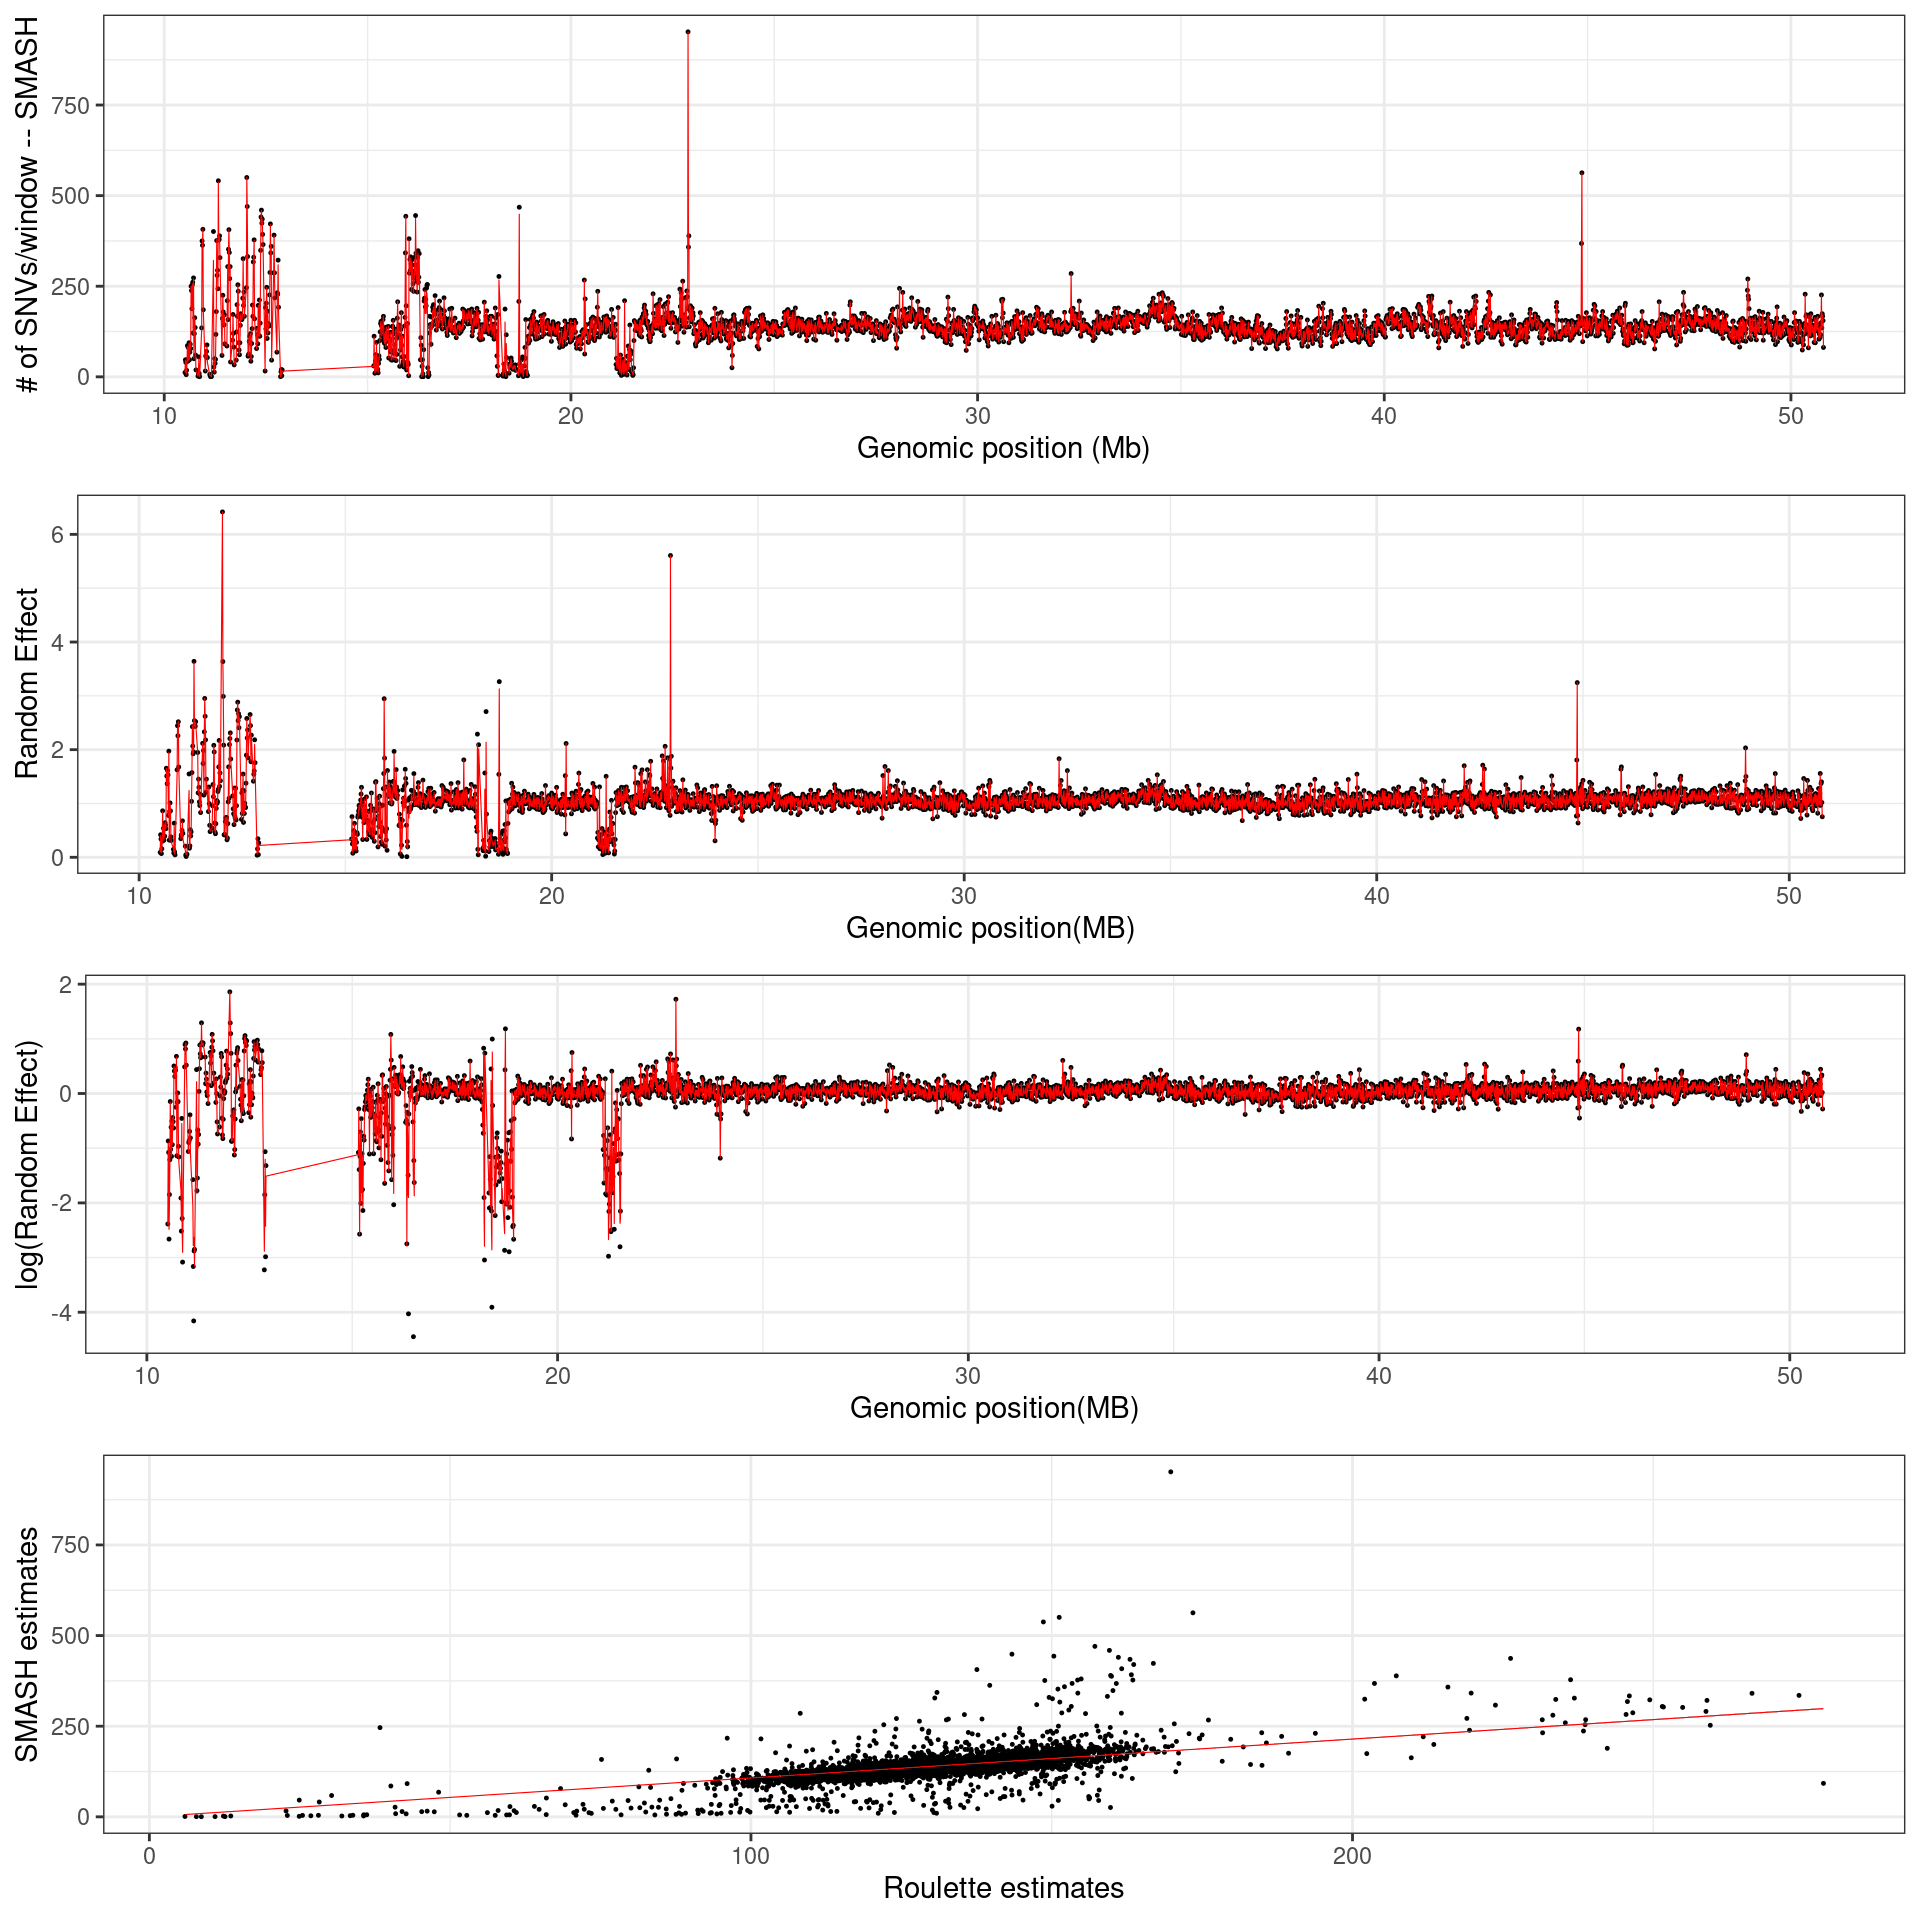 # of SNVs/window -- SMASH
750
500
250
0
10 20 30 40 50
Genomic position (Mb)
Random Effect
6
4
2
0
10 20 30 40 50
Genomic position(MB)
log(Random Effect)
2
0
-2
-4
10 20 30 40 50
Genomic position(MB)
SMASH estimates
750
500
250
0
0 100 200
Roulette estimates